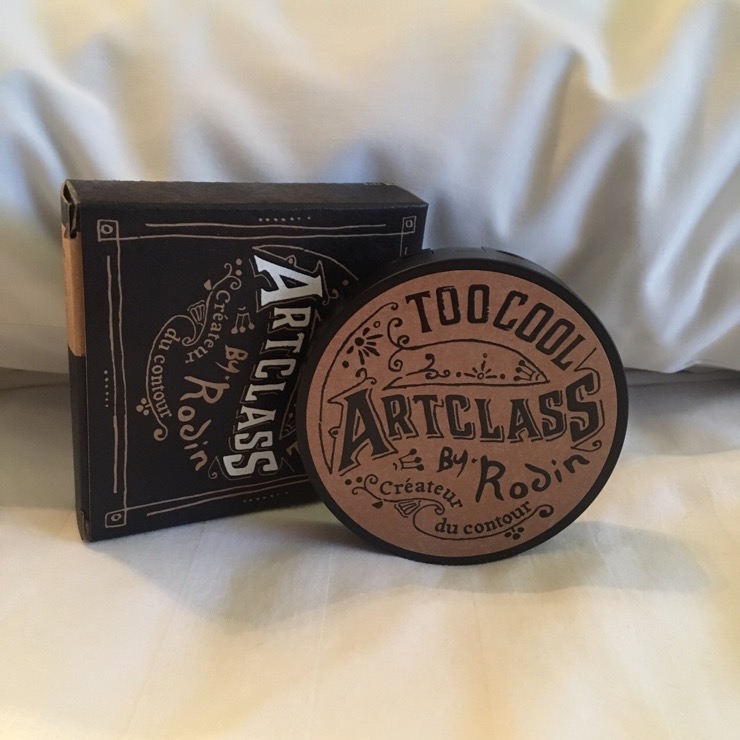 ARTCLASS
By. Rodin
Créateur
du contour
TOO COOL
ARTCLASS
By. Rodin
Créateur
du contour